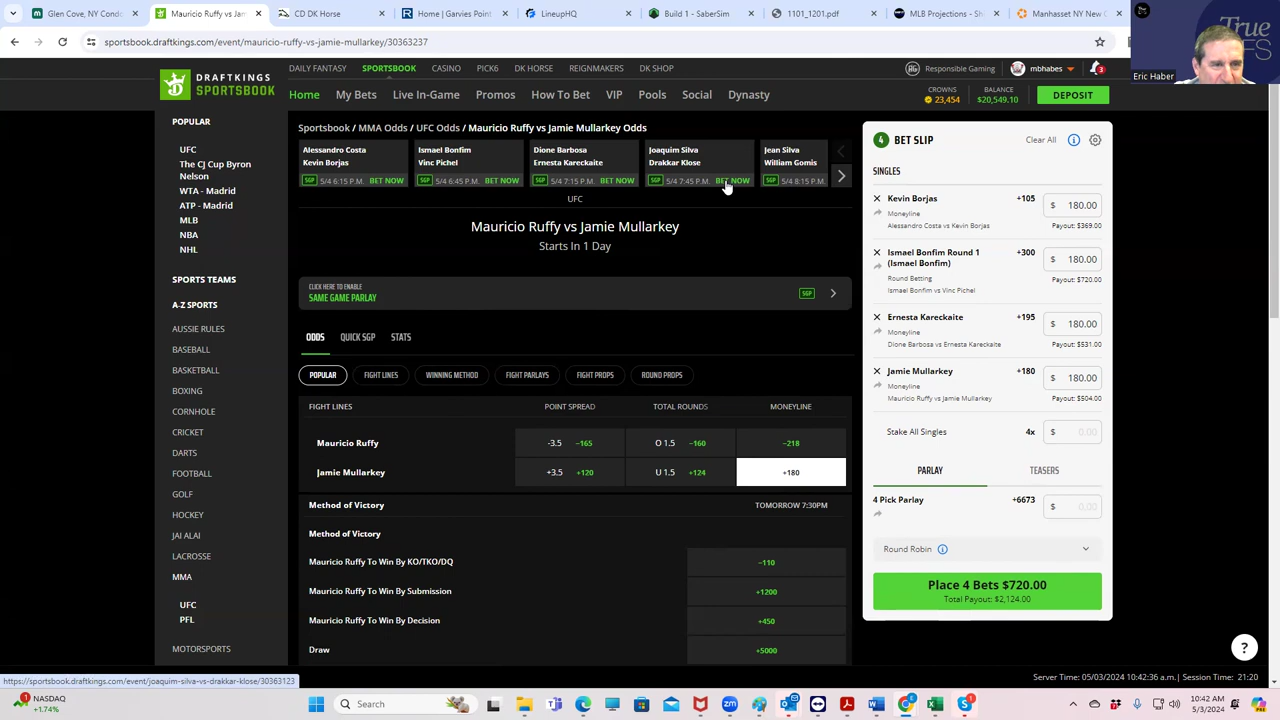 Glen Cove, NY Condo
Mauricio Ruffy vs Ja
CD DK Horse
Home | Garvies Point
LineupHQ
Build 1 - SaberSim
1101_1201.pdf
MLB Projections - Sh
Manhasset NY New C
sportsbook.draftkings.com/event/mauricio-ruffy-vs-jamie-mullarkey/30363237
True
FS
Eric Haber
DRAFTKINGS
SPORTSBOOK
DAILY FANTASY SPORTSBOOK CASINO PICK6 DK HORSE REIGNMAKERS DK SHOP
Responsible Gaming mbhabes 3
Home My Bets Live In-Game Promos How To Bet VIP Pools Social Dynasty
CROWNS 23,454
BALANCE $20,549.10
DEPOSIT
POPULAR
UFC
The CJ Cup Byron
Nelson
WTA - Madrid
ATP - Madrid
MLB
NBA
NHL
SPORTS TEAMS
A-Z SPORTS
AUSSIE RULES
BASEBALL
BASKETBALL
BOXING
CORNHOLE
CRICKET
DARTS
FOOTBALL
GOLF
HOCKEY
JAI ALAI
LACROSSE
MMA
UFC
PFL
MOTORSPORTS
Sportsbook / MMA Odds / UFC Odds / Mauricio Ruffy vs Jamie Mullarkey Odds
Alessandro Costa
Kevin Borjas
SGP 5/4 6:15 P.M. BET NOW
Ismael Bonfim
Vinc Pichel
SGP 5/4 6:45 P.M. BET NOW
Dione Barbosa
Ernesta Kareckaite
SGP 5/4 7:15 P.M. BET NOW
Joaquim Silva
Drakkar Klose
SGP 5/4 7:45 P.M. BET NOW
Jean Silva
William Gomis
SGP 5/4 8:15 P.M.
UFC
Mauricio Ruffy vs Jamie Mullarkey
Starts In 1 Day
CLICK HERE TO ENABLE
SAME GAME PARLAY
SGP
ODDS QUICK SGP STATS
POPULAR FIGHT LINES WINNING METHOD FIGHT PARLAYS FIGHT PROPS ROUND PROPS
FIGHT LINES POINT SPREAD TOTAL ROUNDS MONEYLINE
Mauricio Ruffy -3.5 −165 O 1.5 −160 −218
Jamie Mullarkey +3.5 +120 U 1.5 +124 +180
Method of Victory TOMORROW 7:30PM
Method of Victory
Mauricio Ruffy To Win By KO/TKO/DQ −110
Mauricio Ruffy To Win By Submission +1200
Mauricio Ruffy To Win By Decision +450
Draw +5000
4 BET SLIP Clear All
SINGLES
Kevin Borjas +105 $ 180.00
Moneyline
Alessandro Costa vs Kevin Borjas Payout: $369.00
Ismael Bonfim Round 1 +300 $ 180.00
(Ismael Bonfim)
Round Betting Payout: $720.00
Ismael Bonfim vs Vinc Pichel
Ernesta Kareckaite +195 $ 180.00
Moneyline
Dione Barbosa vs Ernesta Kareckaite Payout: $531.00
Jamie Mullarkey +180 $ 180.00
Moneyline
Mauricio Ruffy vs Jamie Mullarkey Payout: $504.00
Stake All Singles 4x $ 0.00
PARLAY TEASERS
4 Pick Parlay +6673 $ 0.00
Round Robin
Place 4 Bets $720.00
Total Payout: $2,124.00
?
https://sportsbook.draftkings.com/event/joaquim-silva-vs-drakkar-klose/30363123
Server Time: 05/03/2024 10:42:36 a.m.| Session Time: 21:20
1
NASDAQ
+1.74%
Search
10:42 AM
5/3/2024